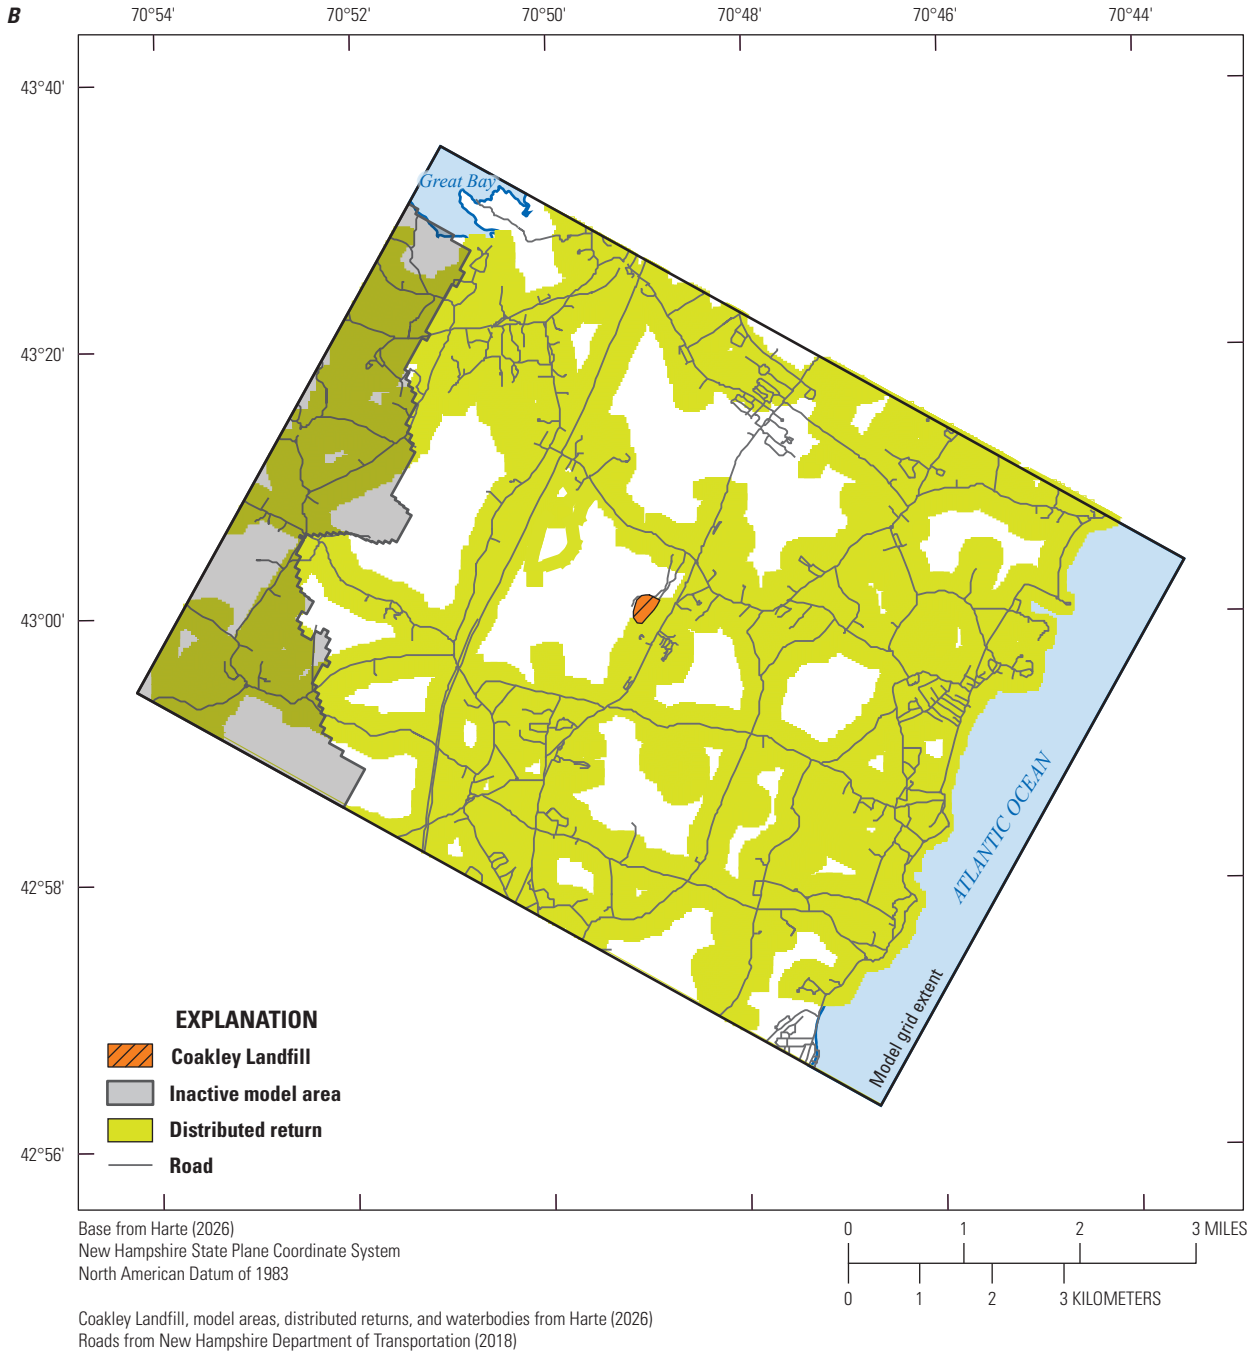 B
70°54' 70°52' 70°50' 70°48' 70°46' 70°44'
43°40'
Great Bay
43°20'
43°00'
ATLANTIC OCEAN
42°58'
Model grid extent
EXPLANATION
Coakley Landfill
Inactive model area
Distributed return
42°56'
Road
Base from Harte (2026)
New Hampshire State Plane Coordinate System
North American Datum of 1983
0 1 2 3 MILES
0 1 2 3 KILOMETERS
Coakley Landfill, model areas, distributed returns, and waterbodies from Harte (2026)
Roads from New Hampshire Department of Transportation (2018)